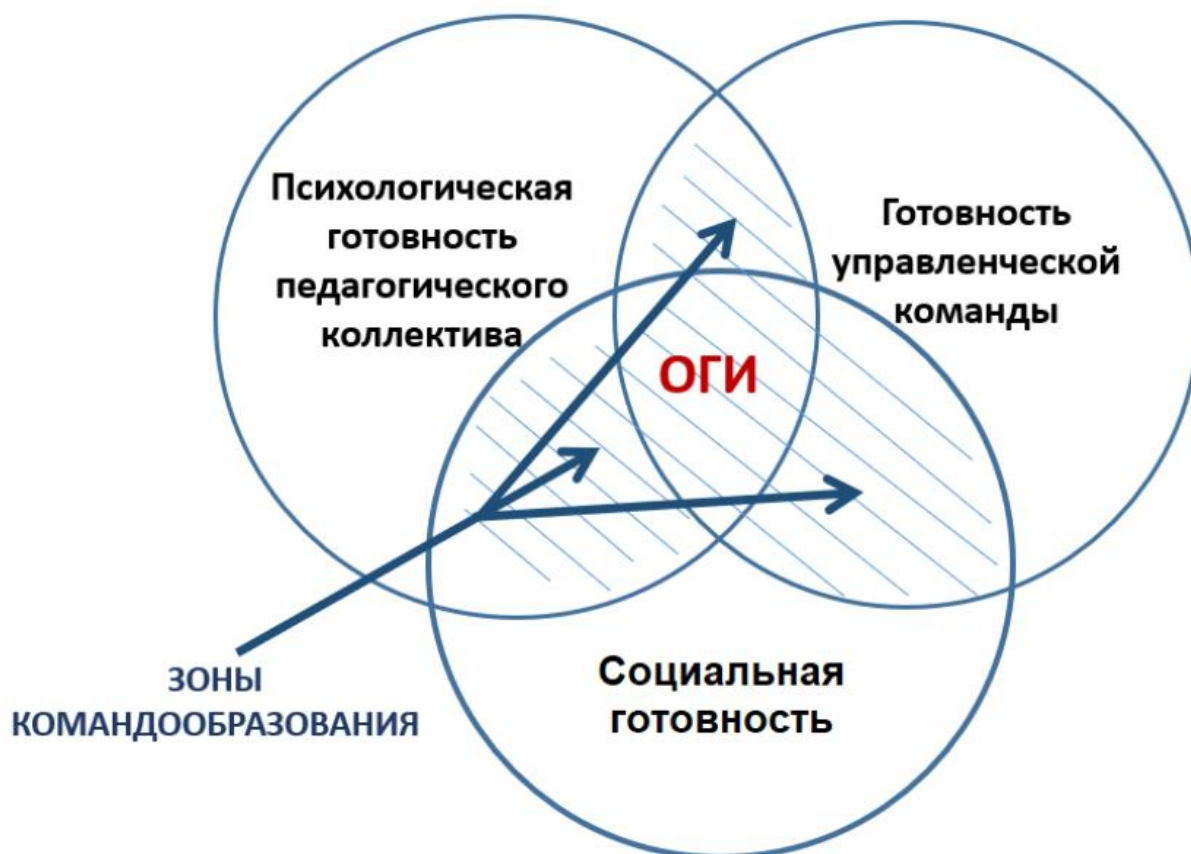 Психологическая
готовность
педагогического
коллектива
Готовность
управленческой
команды
ОГИ
Социальная
готовность
ЗОНЫ
КОМАНДООБРАЗОВАНИЯ